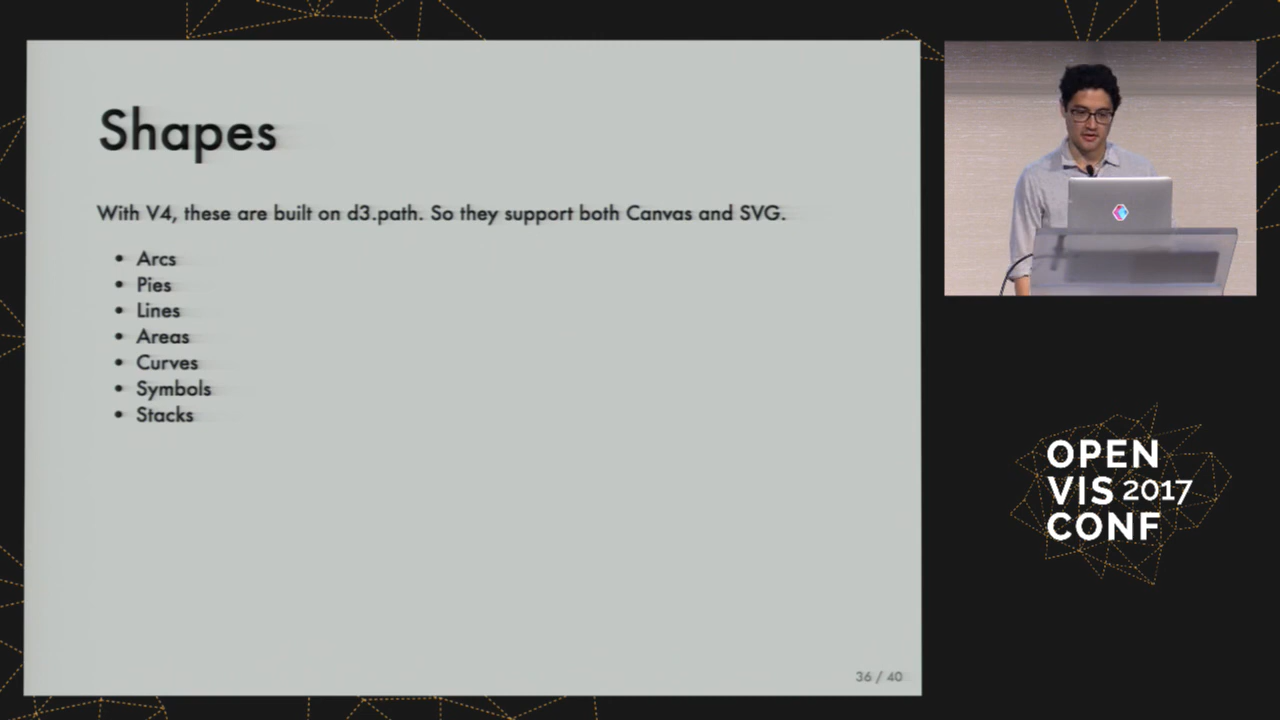 Shapes
With V4, these are built on d3.path. So they support both Canvas and SVG.
• Arcs
• Pies
• Lines
• Areas
• Curves
• Symbols
• Stacks
36 / 40
OPEN
VIS 2017
CONF